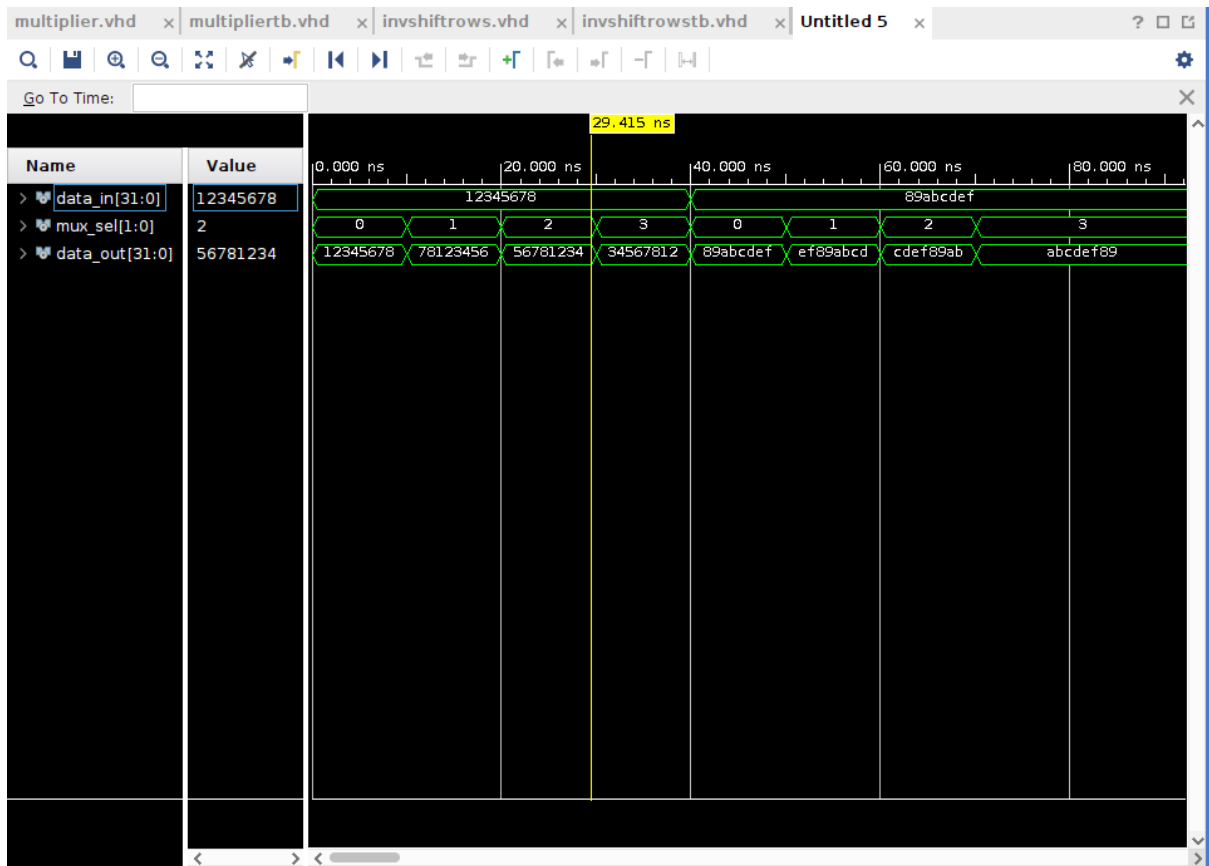 multiplier.vhd × multipliertb.vhd × invshiftrows.vhd × invshiftrowstb.vhd × Untitled 5 × ?
Go To Time:
29.415 ns
Name Value 0.000 ns 20.000 ns 40.000 ns 60.000 ns 80.000 ns
data_in[31:0] 12345678 12345678 89abcdef
mux_sel[1:0] 2 0 1 2 3 0 1 2 3
data_out[31:0] 56781234 12345678 78123456 56781234 34567812 89abcdef ef89abcd cdef89ab abcdef89